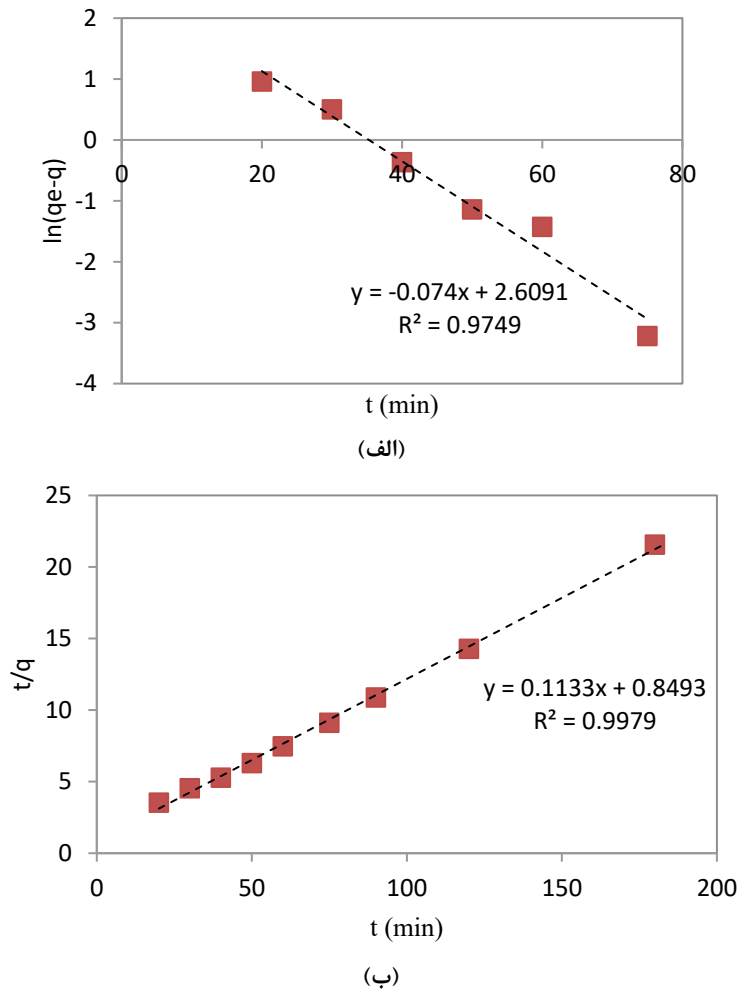 2
1
0
-1
-2
-3
-4
0
20
40
60
80
ln(qe-q)
y = -0.074x + 2.6091
R² = 0.9749
t (min)
(الف)
25
20
15
10
5
0
0
50
100
150
200
t/q
y = 0.1133x + 0.8493
R² = 0.9979
t (min)
(ب)